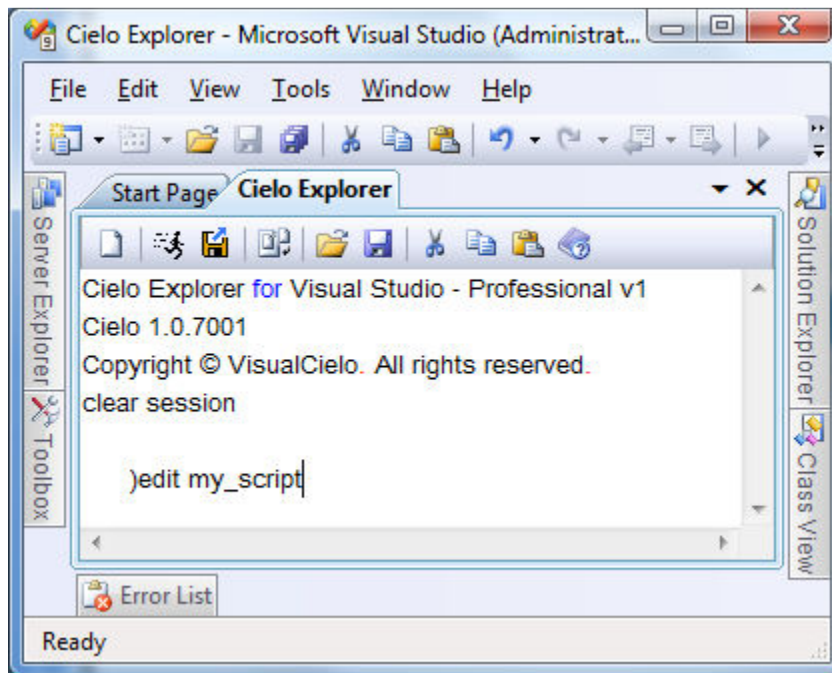 Cielo Explorer - Microsoft Visual Studio (Administrat...
File Edit View Tools Window Help
Start Page Cielo Explorer
Server Explorer
Toolbox
Cielo Explorer for Visual Studio - Professional v1
Cielo 1.0.7001
Copyright © VisualCielo. All rights reserved.
clear session
)edit my_script
Solution Explorer
Class View
Error List
Ready